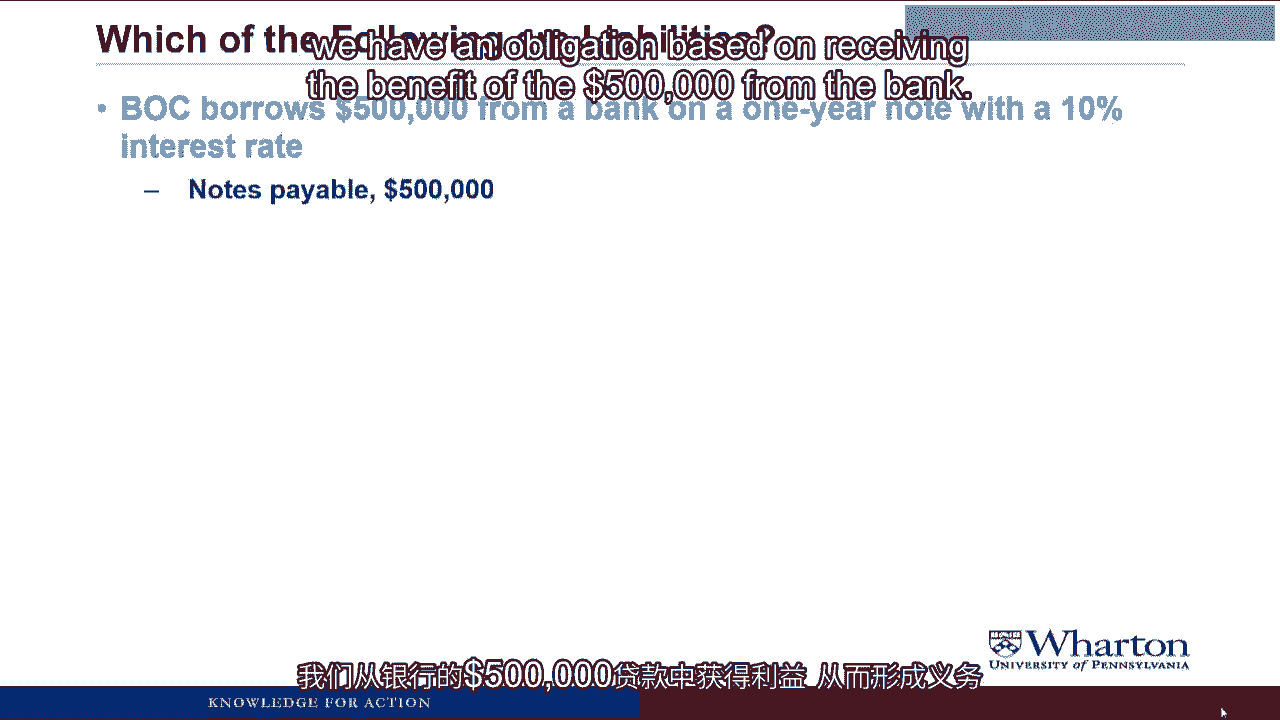 Which of the Following are Liabilities?
we have an obligation based on receiving
the benefit of the $500,000 from the bank.
• BOC borrows $500,000 from a bank on a one-year note with a 10%
interest rate
– Notes payable, $500,000
Wharton
UNIVERSITY of PENNSYLVANIA
我们从银行的$500,000贷款中获得利益 从而形成义务
KNOWLEDGE FOR ACTION